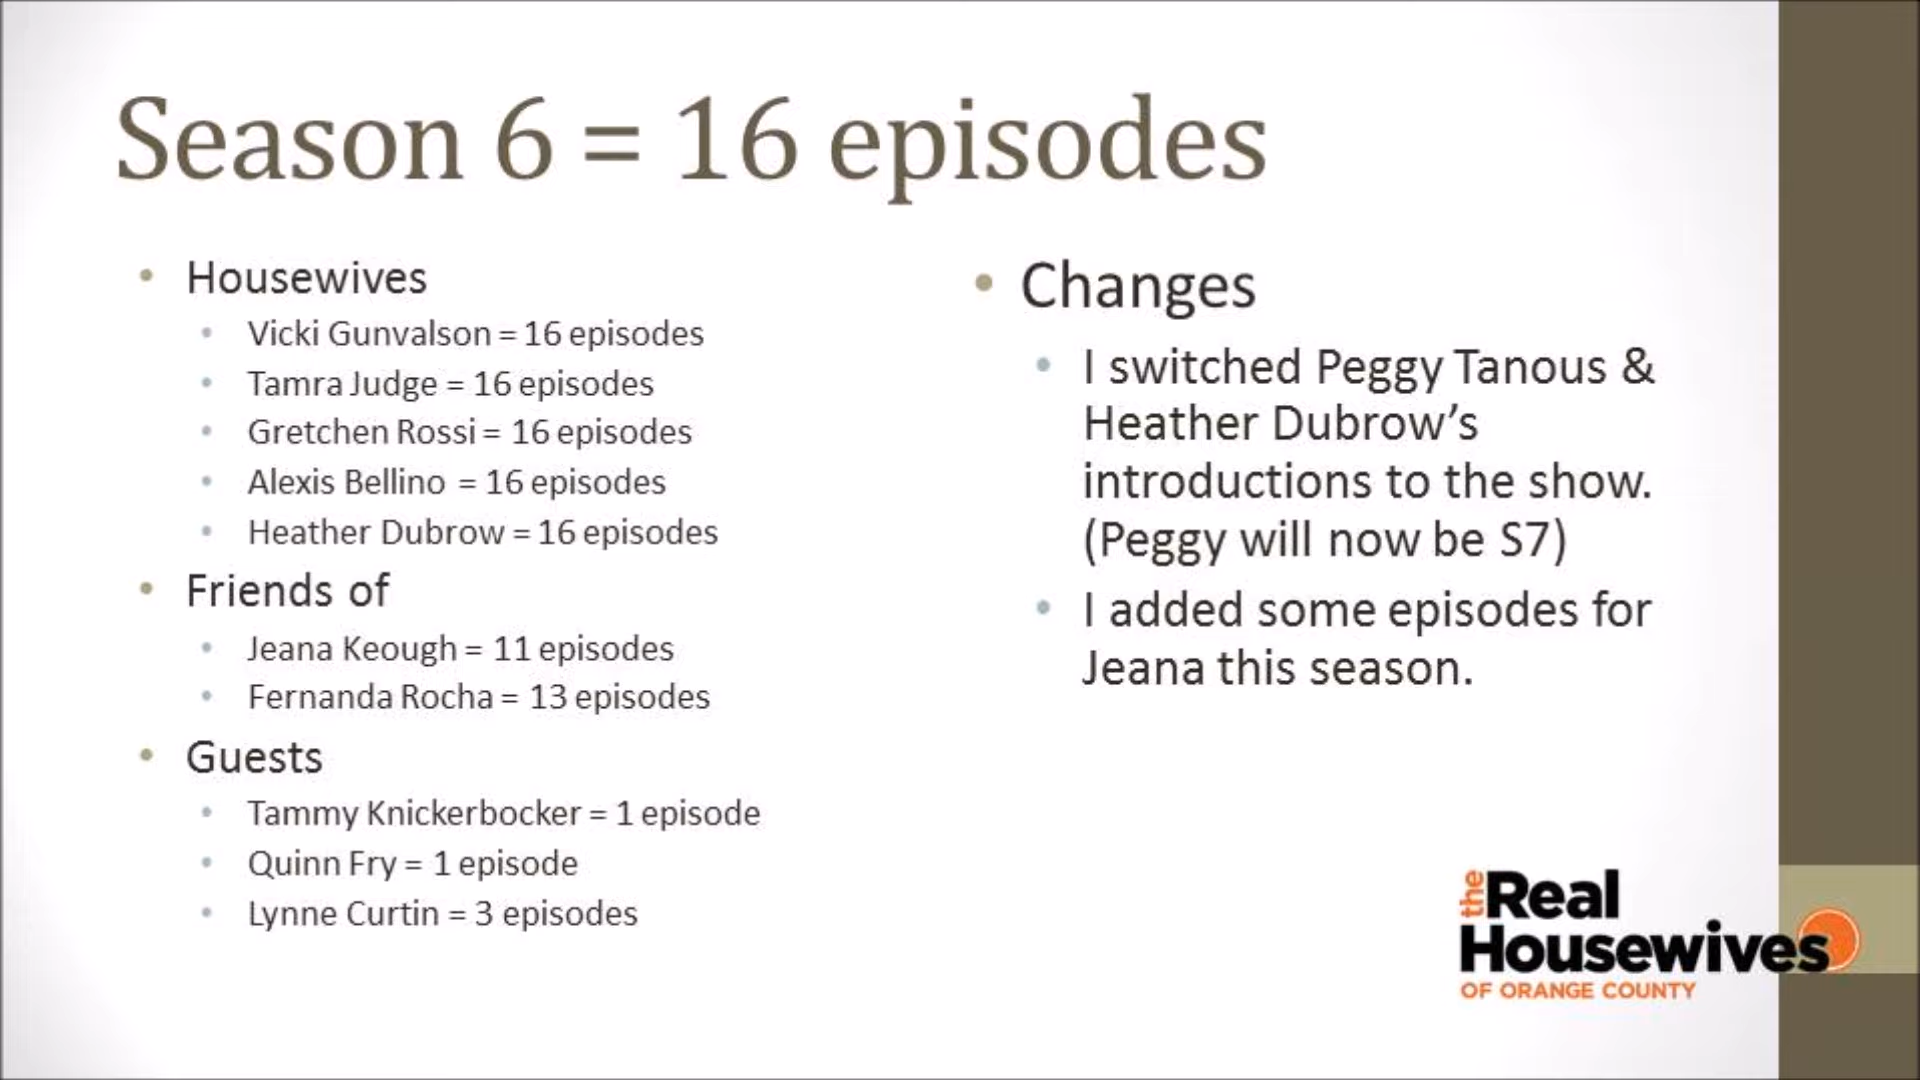 Season 6 = 16 episodes
Housewives
Vicki Gunvalson = 16 episodes
Tamra Judge = 16 episodes
Gretchen Rossi = 16 episodes
Alexis Bellino = 16 episodes
Heather Dubrow = 16 episodes
Friends of
Jeana Keough = 11 episodes
Fernanda Rocha = 13 episodes
Guests
Tammy Knickerbocker = 1 episode
Quinn Fry = 1 episode
Lynne Curtin = 3 episodes
Changes
I switched Peggy Tanous &
Heather Dubrow’s
introductions to the show.
(Peggy will now be S7)
I added some episodes for
Jeana this season.
the Real
Housewives
OF ORANGE COUNTY